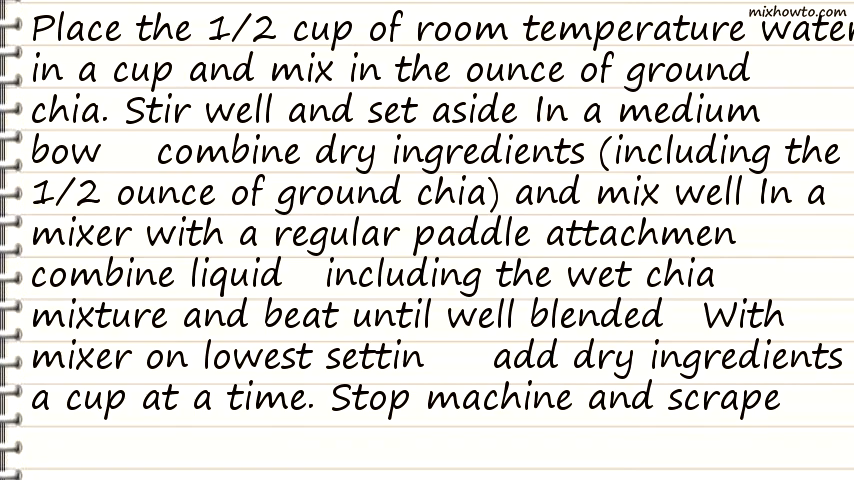 mixhowto.com
Place the 1/2 cup of room temperature water
in a cup and mix in the ounce of ground
chia. Stir well and set aside In a medium
bow combine dry ingredients (including the
1/2 ounce of ground chia) and mix well In a
mixer with a regular paddle attachmen
combine liquid including the wet chia
mixture and beat until well blended With
mixer on lowest settin add dry ingredients
a cup at a time. Stop machine and scrape